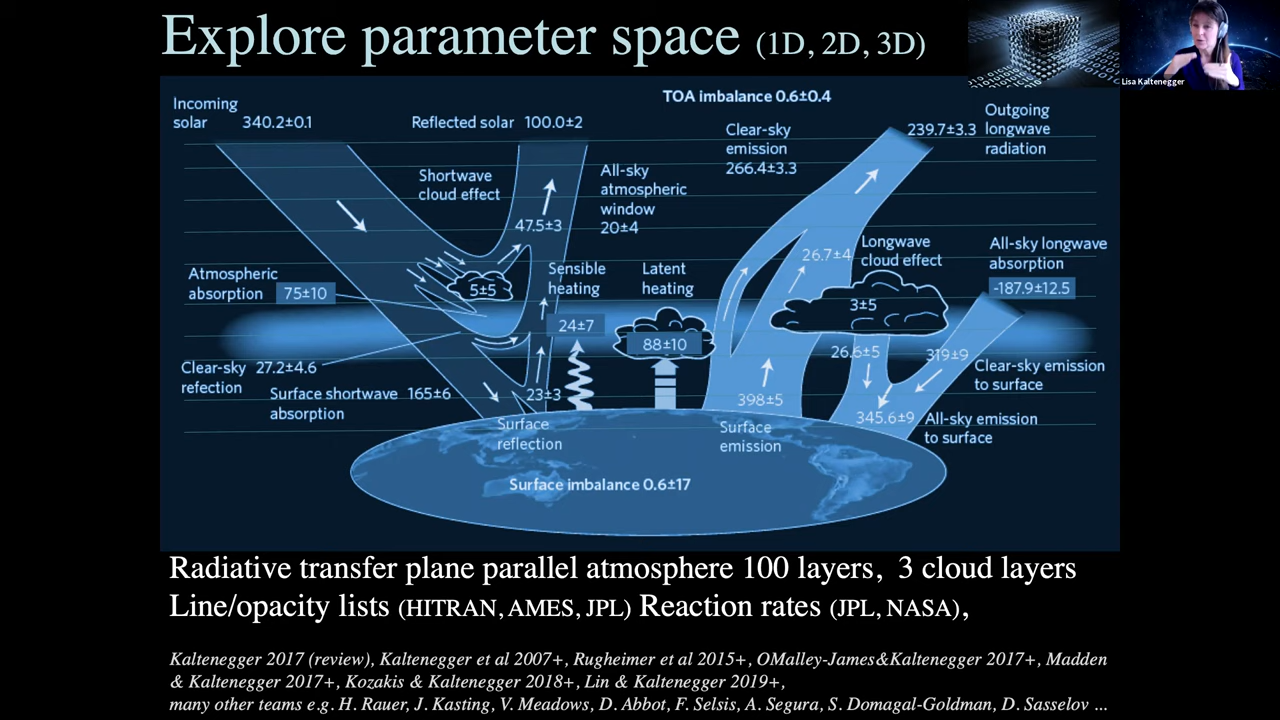 Explore parameter space (1D, 2D, 3D)
Lisa Kaltenegger
TOA imbalance 0.6±0.4
Incoming
solar 340.2±0.1
Reflected solar 100.0±2
Clear-sky
emission
266.4±3.3
239.7±3.3
Outgoing
longwave
radiation
Shortwave
cloud effect
All-sky
atmospheric
window
20±4
47.5±3
26.7±4
Longwave
cloud effect
All-sky longwave
absorption
-187.9±12.5
Atmospheric
absorption 75±10
5±5
Sensible
heating
24±7
Latent
heating
88±10
3±5
Clear-sky 27.2±4.6
refection
Surface shortwave 165±6
absorption
23±3
398±5
26.6±5
319±9
Clear-sky emission
to surface
345.6±9
All-sky emission
to surface
Surface
reflection
Surface
emission
Surface imbalance 0.6±17
Radiative transfer plane parallel atmosphere 100 layers, 3 cloud layers
Line/opacity lists (HITRAN, AMES, JPL) Reaction rates (JPL, NASA),
Kaltenegger 2017 (review), Kaltenegger et al 2007+, Rugheimer et al 2015+, OMalley-James&Kaltenegger 2017+, Madden
& Kaltenegger 2017+, Kozakis & Kaltenegger 2018+, Lin & Kaltenegger 2019+,
many other teams e.g. H. Rauer, J. Kasting, V. Meadows, D. Abbot, F. Selsis, A. Segura, S. Domagal-Goldman, D. Sasselov ...